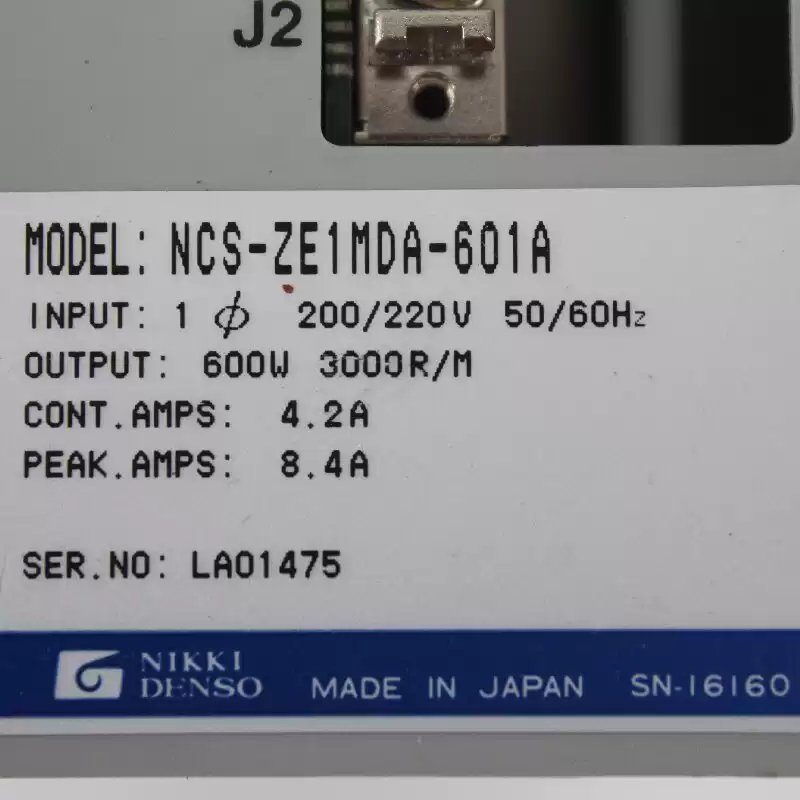 J2
MODEL: NCS-ZE1MDA-601A
INPUT: 1 ϕ 200/220V 50/60Hz
OUTPUT: 600W 3000R/M
CONT.AMPS: 4.2A
PEAK.AMPS: 8.4A
SER.NO: LA01475
NIKKI
DENSO
MADE IN JAPAN SN-16160